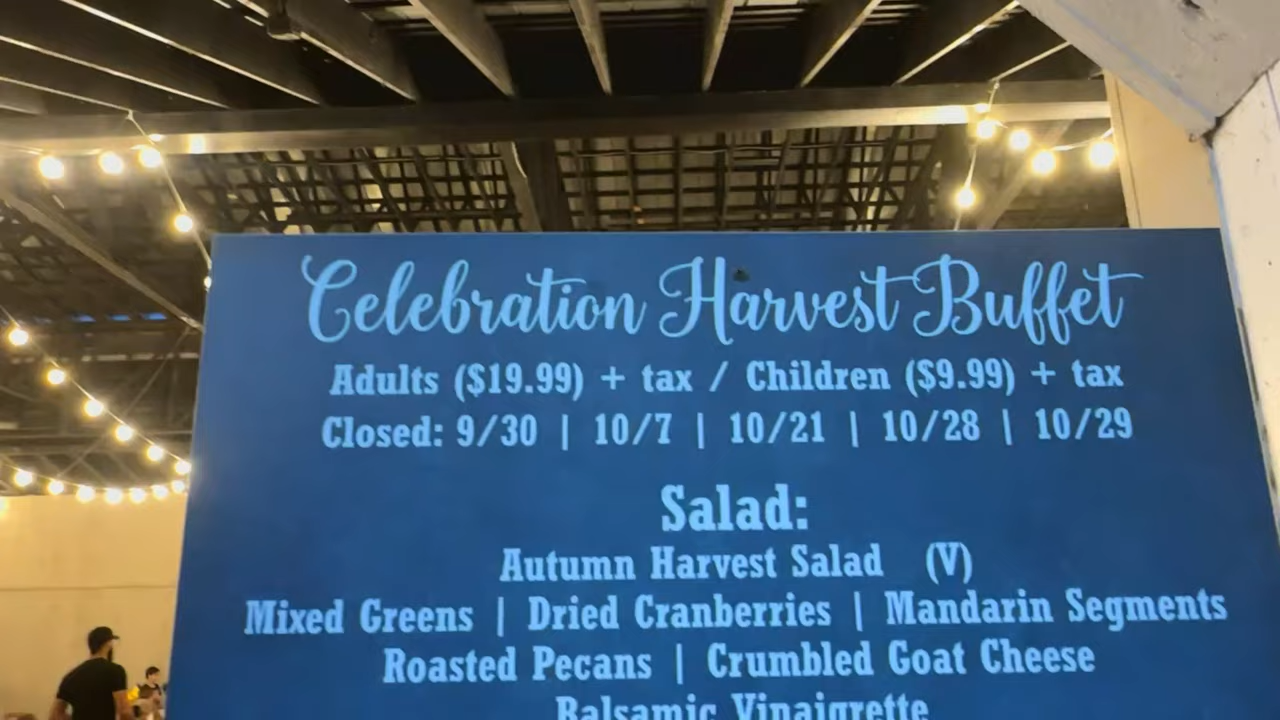 Celebration Harvest Buffet
Adults ($19.99) + tax / Children ($9.99) + tax
Closed: 9/30 | 10/7 | 10/21 | 10/28 | 10/29
Salad:
Autumn Harvest Salad (V)
Mixed Greens | Dried Cranberries | Mandarin Segments
Roasted Pecans | Crumbled Goat Cheese
Balsamic Vinaigrette